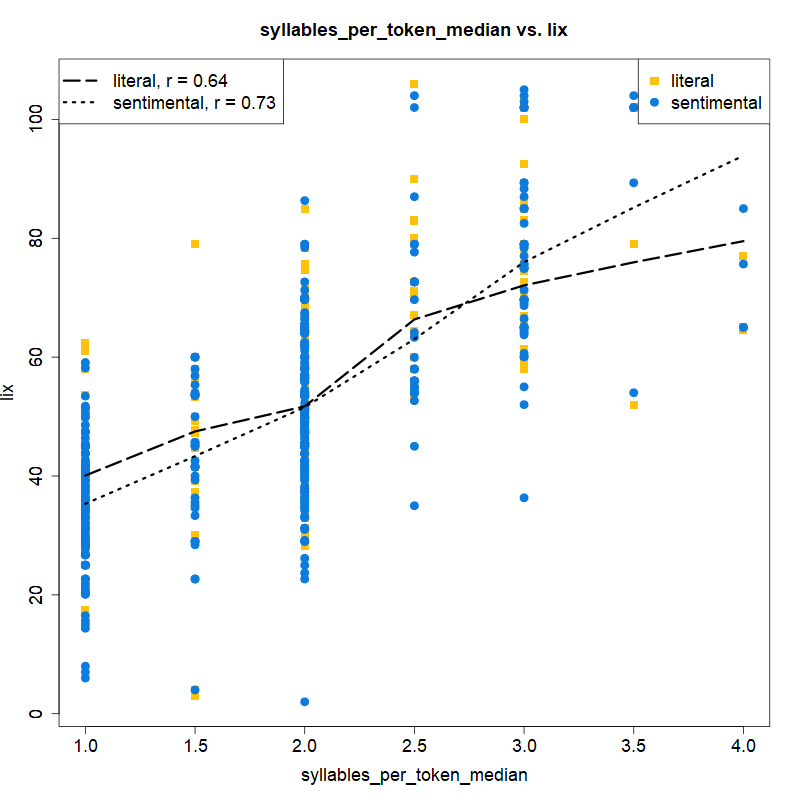 syllables_per_token_median vs. lix
literal, r = 0.64
sentimental, r = 0.73
literal
sentimental
100
80
60
40
20
0
lix
1.0 1.5 2.0 2.5 3.0 3.5 4.0
syllables_per_token_median